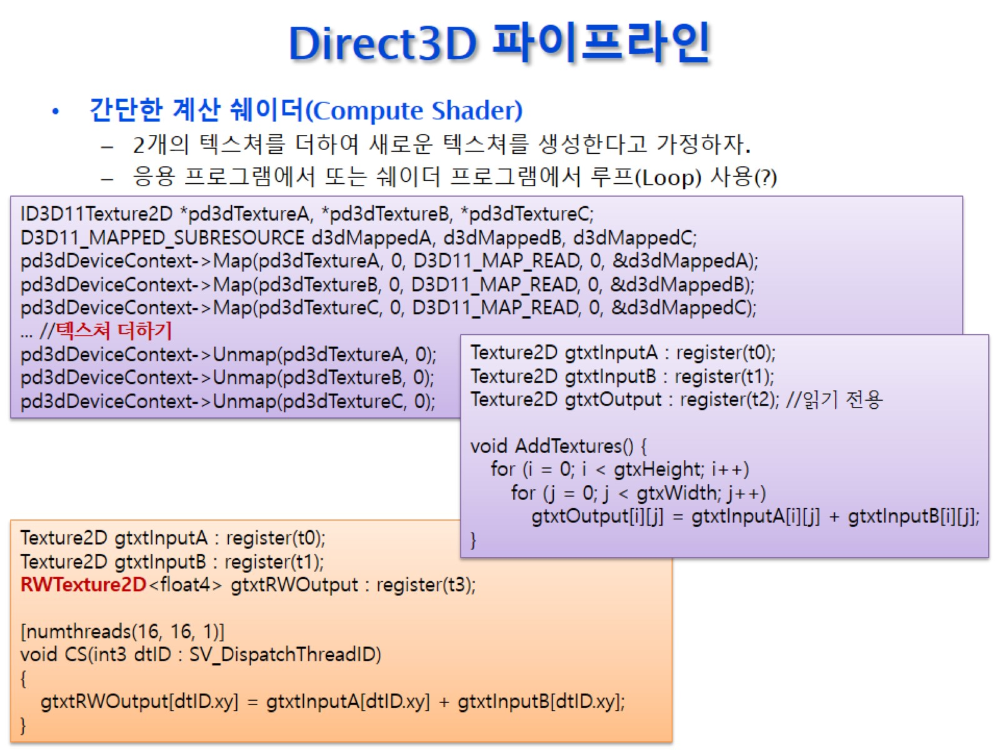 Direct3D 파이프라인
• 간단한 계산 쉐이더(Compute Shader)
– 2개의 텍스쳐를 더하여 새로운 텍스쳐를 생성한다고 가정하자.
– 응용 프로그램에서 또는 쉐이더 프로그램에서 루프(Loop) 사용(?)
ID3D11Texture2D *pd3dTextureA, *pd3dTextureB, *pd3dTextureC;
D3D11_MAPPED_SUBRESOURCE d3dMappedA, d3dMappedB, d3dMappedC;
pd3dDeviceContext->Map(pd3dTextureA, 0, D3D11_MAP_READ, 0, &d3dMappedA);
pd3dDeviceContext->Map(pd3dTextureB, 0, D3D11_MAP_READ, 0, &d3dMappedB);
pd3dDeviceContext->Map(pd3dTextureC, 0, D3D11_MAP_READ, 0, &d3dMappedC);
... //텍스쳐 더하기
pd3dDeviceContext->Unmap(pd3dTextureA, 0);
pd3dDeviceContext->Unmap(pd3dTextureB, 0);
pd3dDeviceContext->Unmap(pd3dTextureC, 0);
Texture2D gtxtInputA : register(t0);
Texture2D gtxtInputB : register(t1);
Texture2D gtxtOutput : register(t2); //읽기 전용
void AddTextures() {
for (i = 0; i < gtxHeight; i++)
for (j = 0; j < gtxWidth; j++)
gtxtOutput[i][j] = gtxtInputA[i][j] + gtxtInputB[i][j];
}
Texture2D gtxtInputA : register(t0);
Texture2D gtxtInputB : register(t1);
RWTexture2D<float4> gtxtRWOutput : register(t3);
[numthreads(16, 16, 1)]
void CS(int3 dtID : SV_DispatchThreadID)
{
gtxtRWOutput[dtID.xy] = gtxtInputA[dtID.xy] + gtxtInputB[dtID.xy];
}